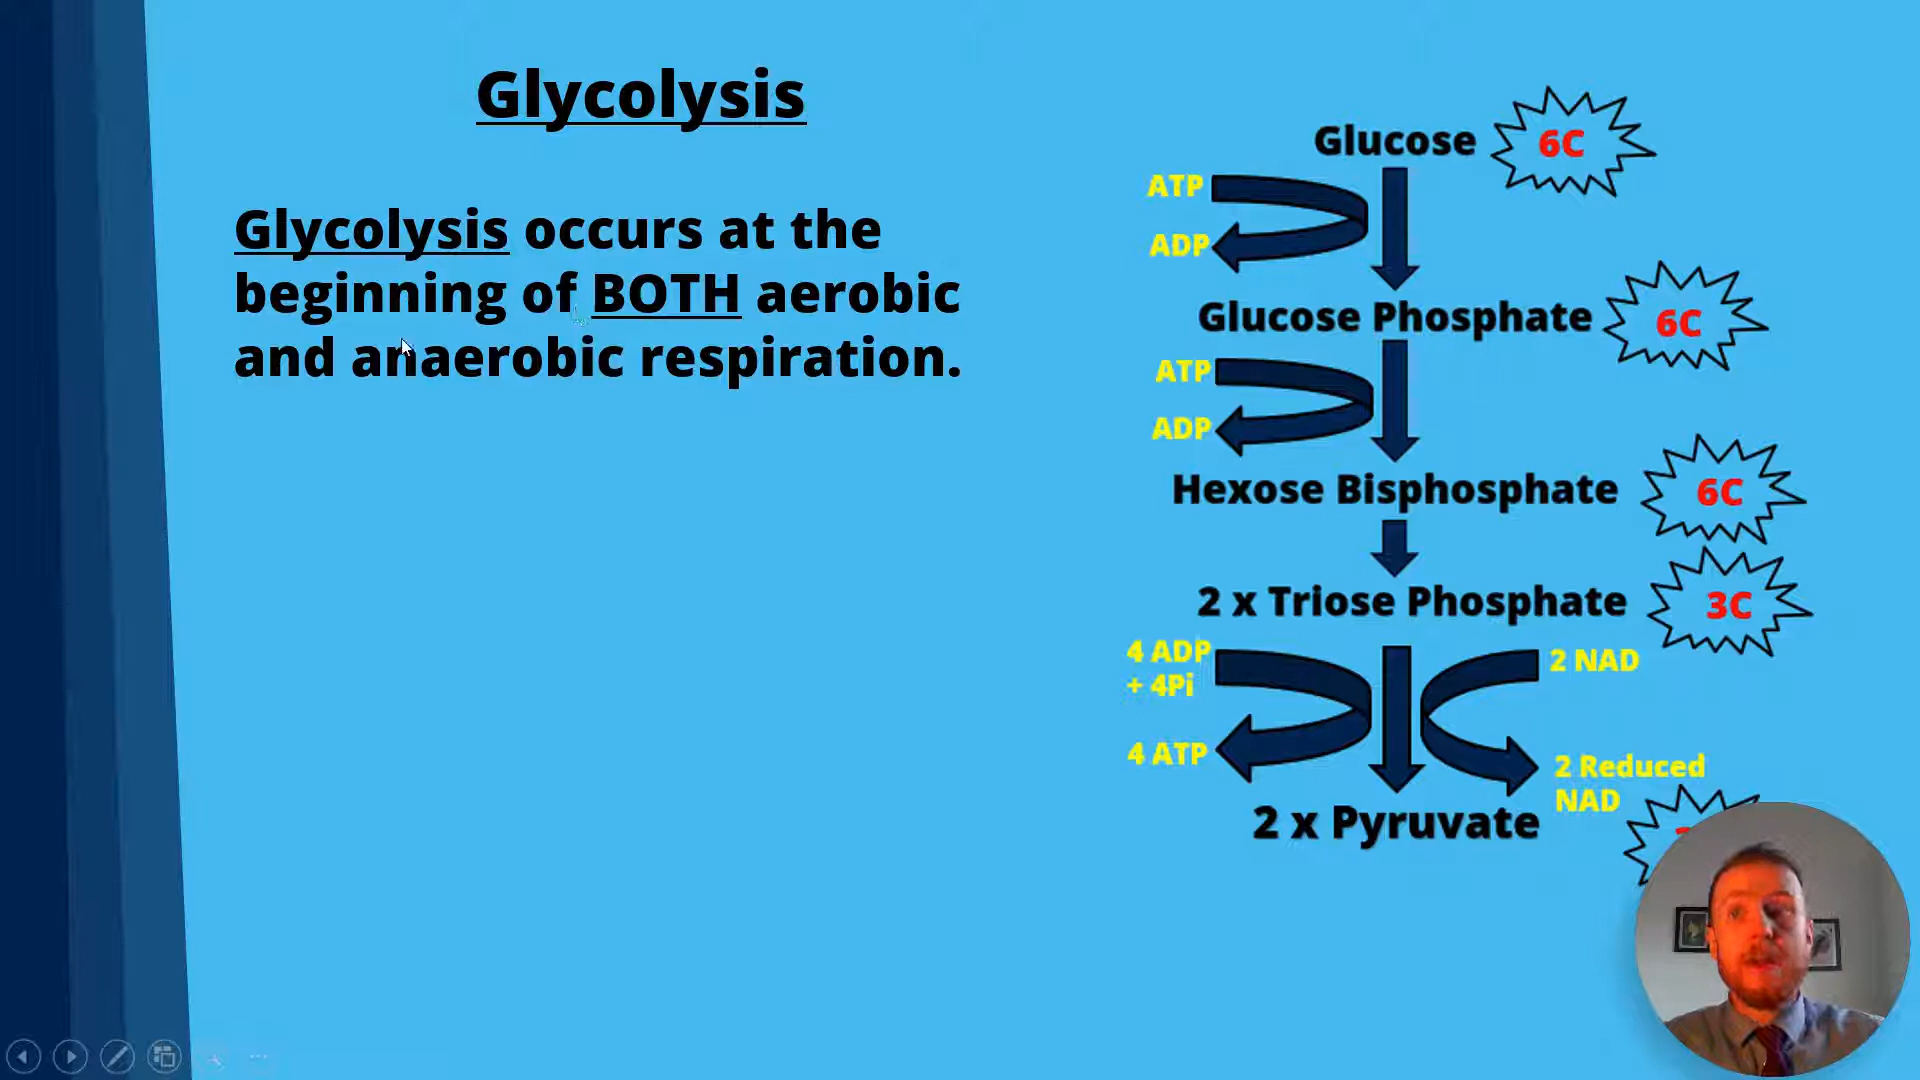 Glycolysis
Glycolysis occurs at the
beginning of BOTH aerobic
and anaerobic respiration.
Glucose
6C
ATP
ADP
Glucose Phosphate
6C
ATP
ADP
Hexose Bisphosphate
6C
2 x Triose Phosphate
3C
4 ADP
+ 4Pi
4 ATP
2 NAD
2 Reduced
NAD
2 x Pyruvate